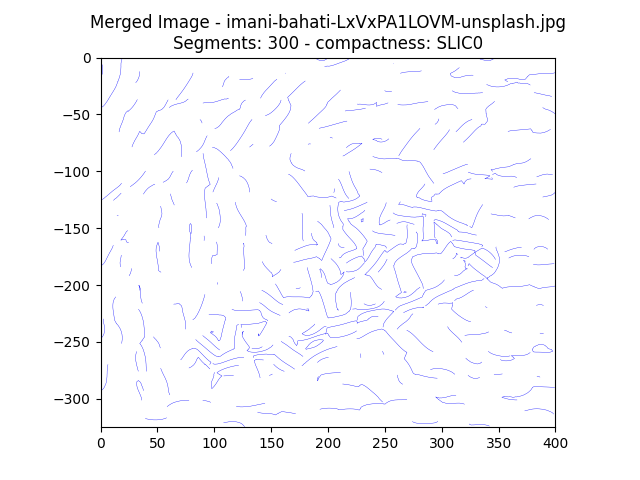 Merged Image - imani-bahati-LxVxPA1LOVM-unsplash.jpg
Segments: 300 - compactness: SLIC0
0
−50
−100
−150
−200
−250
−300
0 50 100 150 200 250 300 350 400